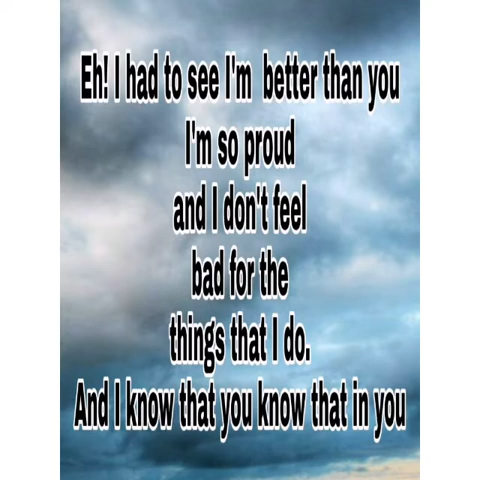 Eh! I had to see I'm better than you
I'm so proud
and I don't feel
bad for the
things that I do.
And I know that you know that in you